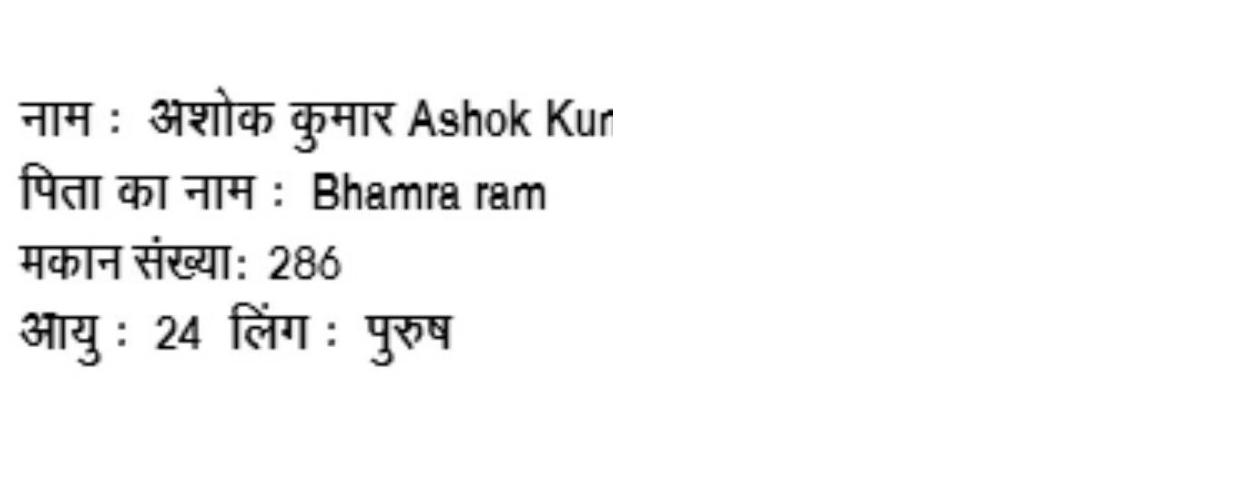 नाम : अशोक कुमार Ashok Kur
पिता का नाम : Bhamra ram
मकान संख्या: 286
आयु : 24 लिंग : पुरुष